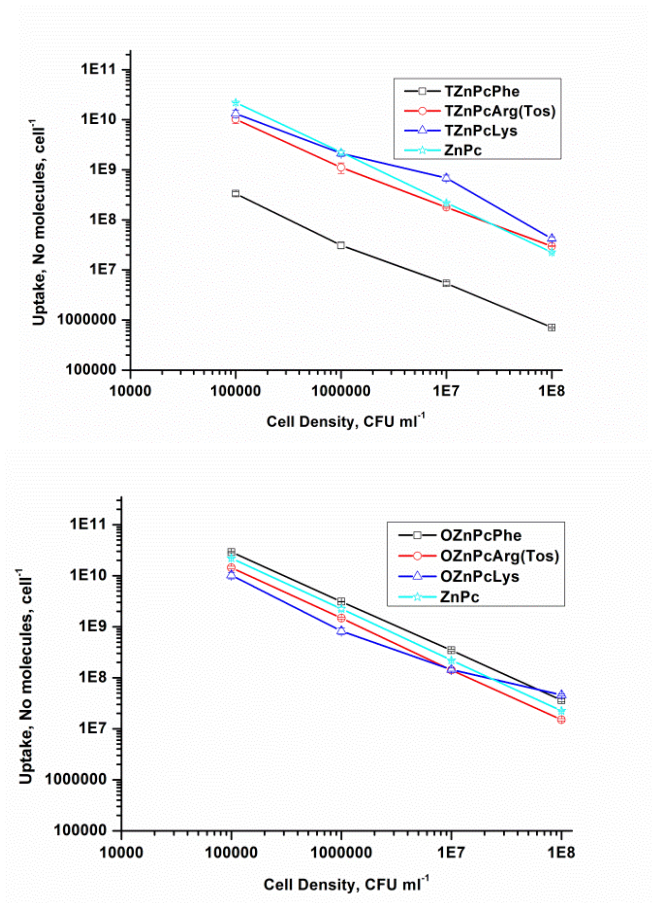 1E11
1E10
1E9
1E8
1E7
1000000
100000
Uptake, No molecules, cell⁻¹
TZnPcPhe
TZnPcArg(Tos)
TZnPcLys
ZnPc
10000 100000 1000000 1E7 1E8
Cell Density, CFU ml⁻¹
1E11
1E10
1E9
1E8
1E7
1000000
100000
Uptake, No molecules, cell⁻¹
OZnPcPhe
OZnPcArg(Tos)
OZnPcLys
ZnPc
10000 100000 1000000 1E7 1E8
Cell Density, CFU ml⁻¹